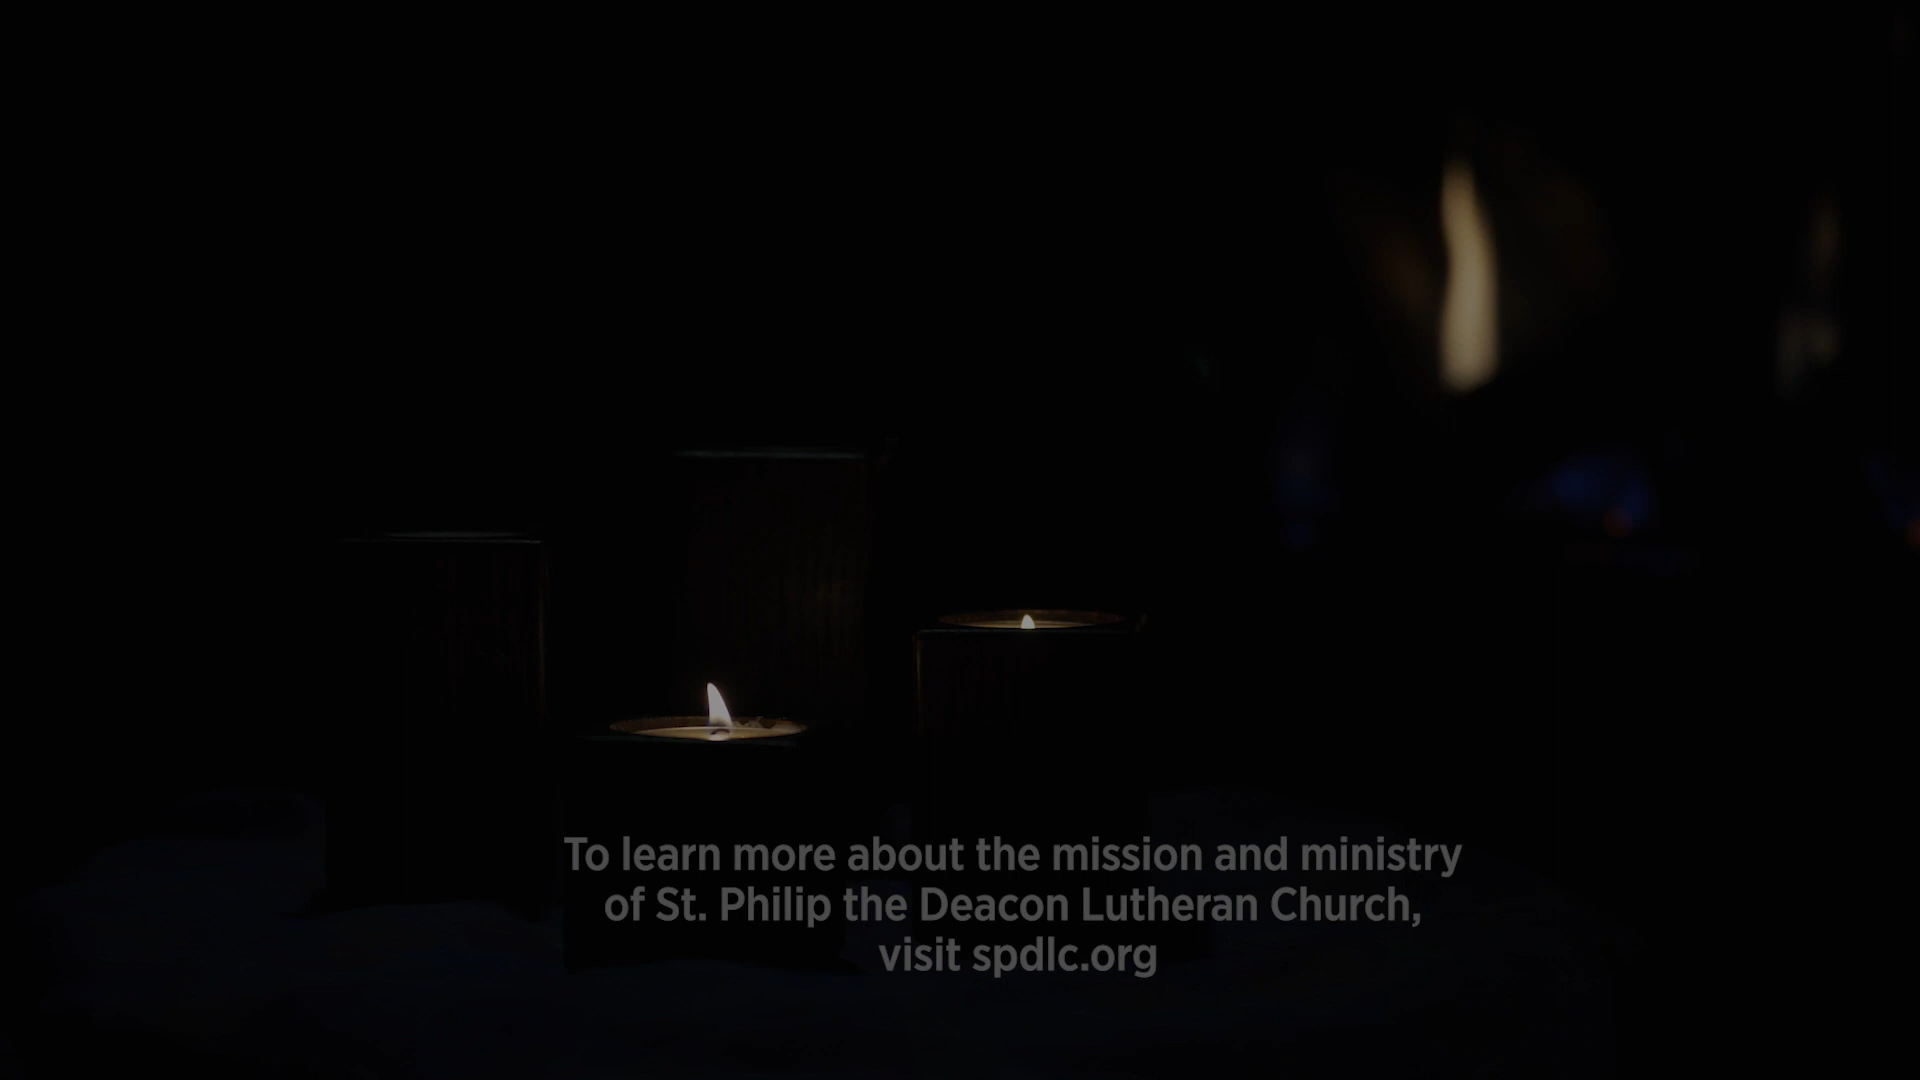 To learn more about the mission and ministry
of St. Philip the Deacon Lutheran Church,
visit spdlc.org